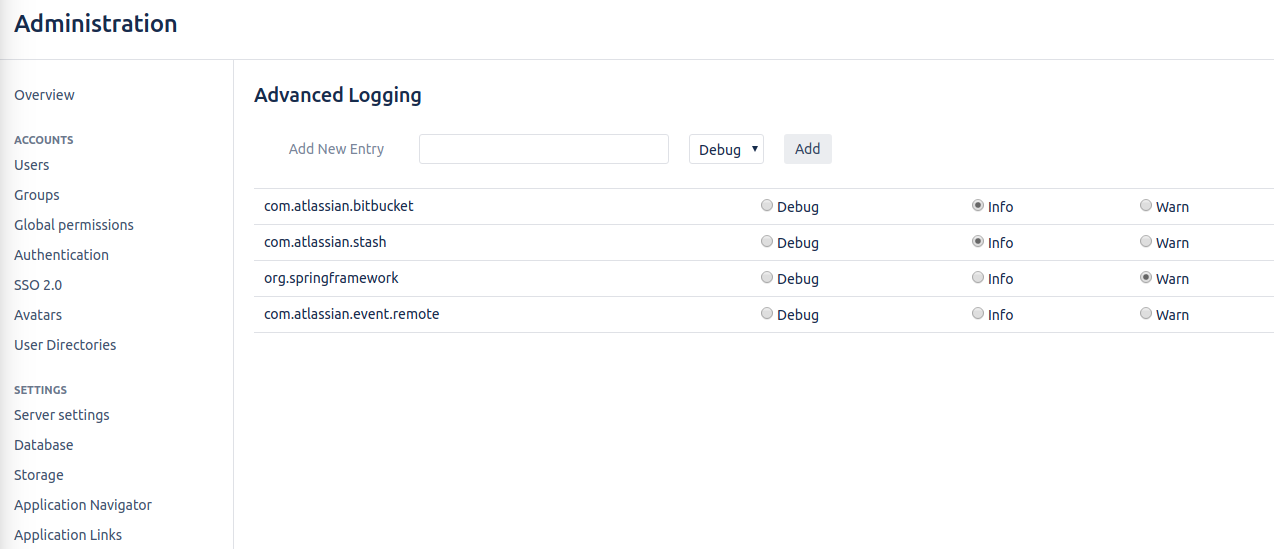 Administration
Overview
ACCOUNTS
Users
Groups
Global permissions
Authentication
SSO 2.0
Avatars
User Directories
SETTINGS
Server settings
Database
Storage
Application Navigator
Application Links
Advanced Logging
Add New Entry Debug Add
com.atlassian.bitbucket Debug Info Warn
com.atlassian.stash Debug Info Warn
org.springframework Debug Info Warn
com.atlassian.event.remote Debug Info Warn